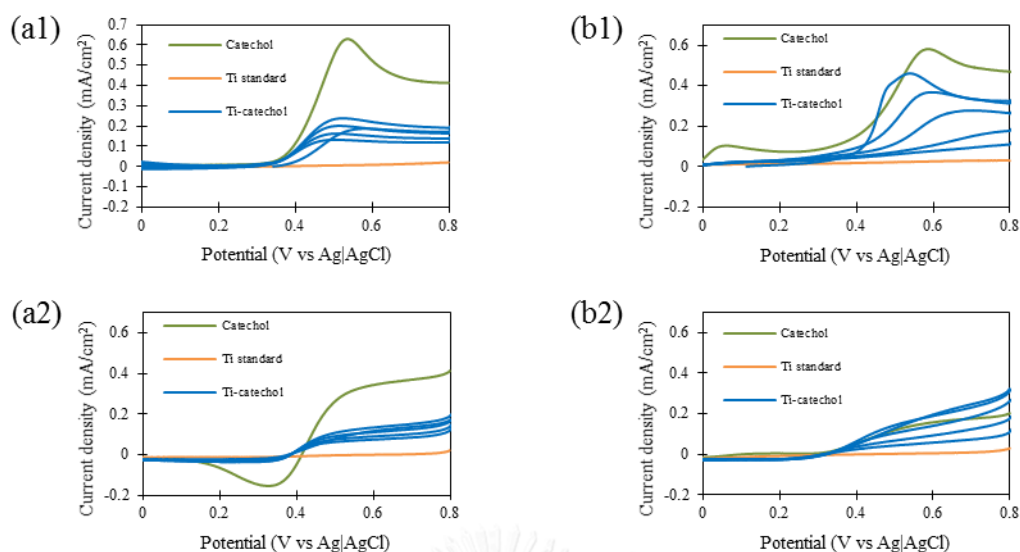 (a1)
Current density (mA/cm²)
0.7
0.6
0.5
0.4
0.3
0.2
0.1
0
-0.1
-0.2
Catechol
Ti standard
Ti-catechol
0
0.2
0.4
0.6
0.8
Potential (V vs Ag|AgCl)
(b1)
Current density (mA/cm²)
0.6
0.4
0.2
0
-0.2
Catechol
Ti standard
Ti-catechol
0
0.2
0.4
0.6
0.8
Potential (V vs Ag|AgCl)
(a2)
Current density (mA/cm²)
0.6
0.4
0.2
0
-0.2
Catechol
Ti standard
Ti-catechol
0
0.2
0.4
0.6
0.8
Potential (V vs Ag|AgCl)
(b2)
Current density (mA/cm²)
0.6
0.4
0.2
0
-0.2
Catechol
Ti standard
Ti-catechol
0
0.2
0.4
0.6
0.8
Potential (V vs Ag|AgCl)